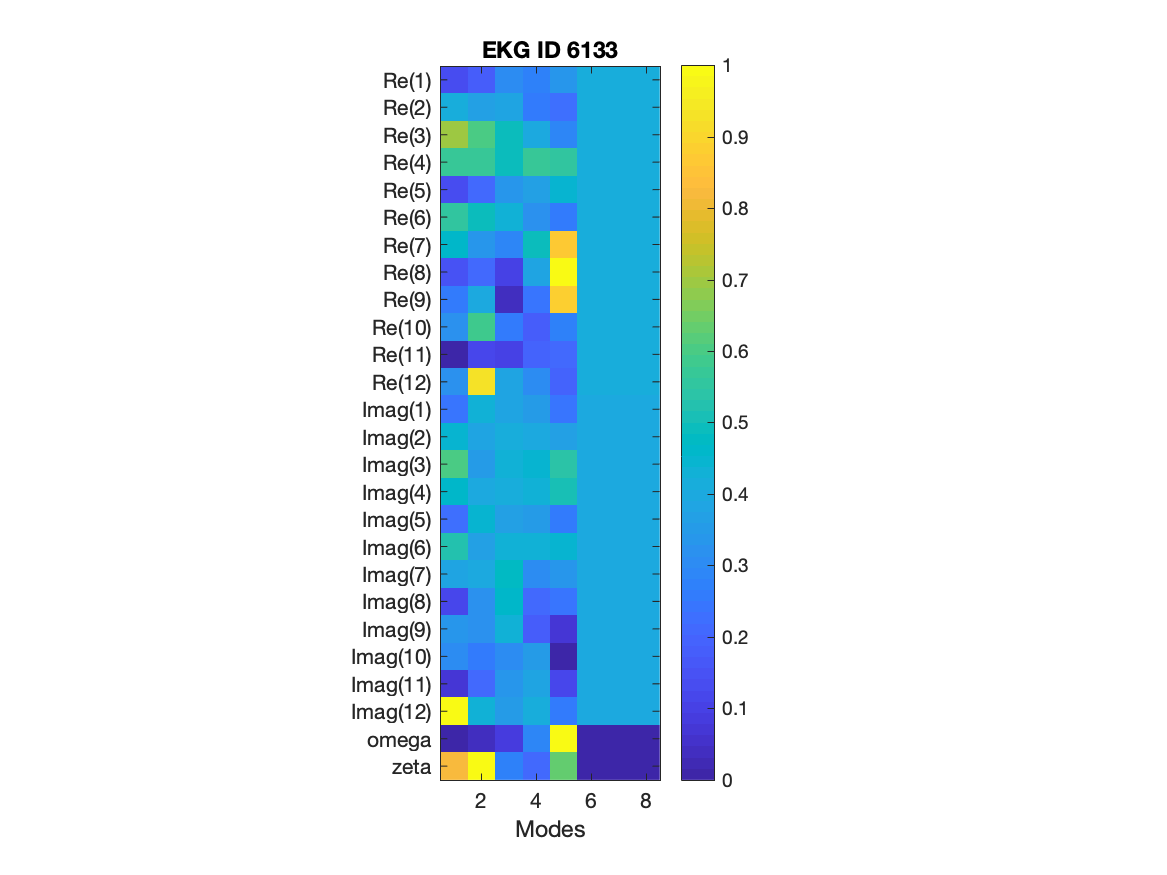 EKG ID 6133
Re(1)
Re(2)
Re(3)
Re(4)
Re(5)
Re(6)
Re(7)
Re(8)
Re(9)
Re(10)
Re(11)
Re(12)
Imag(1)
Imag(2)
Imag(3)
Imag(4)
Imag(5)
Imag(6)
Imag(7)
Imag(8)
Imag(9)
Imag(10)
Imag(11)
Imag(12)
omega
zeta
2 4 6 8
Modes
1
0.9
0.8
0.7
0.6
0.5
0.4
0.3
0.2
0.1
0